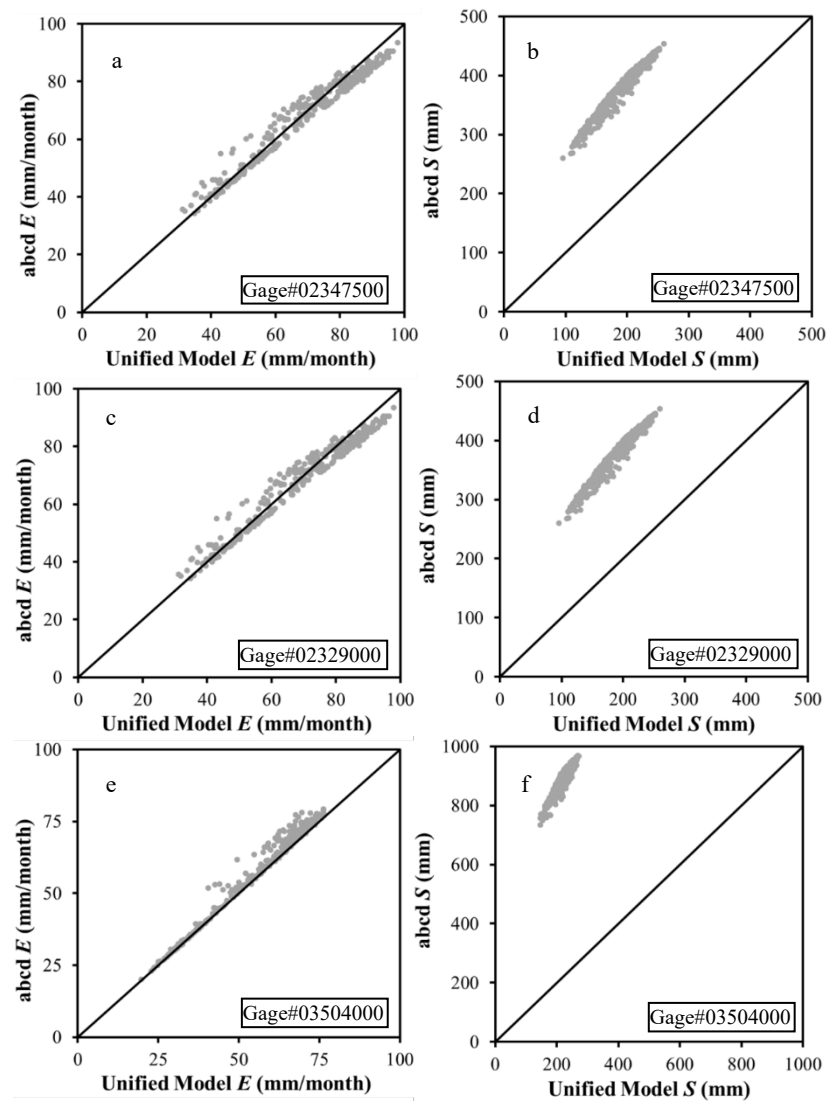 a
100
80
60
40
20
0
abcd E (mm/month)
Gage#02347500
0 20 40 60 80 100
Unified Model E (mm/month)
b
500
400
300
200
100
0
abcd S (mm)
Gage#02347500
0 100 200 300 400 500
Unified Model S (mm)
c
100
80
60
40
20
0
abcd E (mm/month)
Gage#02329000
0 20 40 60 80 100
Unified Model E (mm/month)
d
500
400
300
200
100
0
abcd S (mm)
Gage#02329000
0 100 200 300 400 500
Unified Model S (mm)
e
100
75
50
25
0
abcd E (mm/month)
Gage#03504000
0 25 50 75 100
Unified Model E (mm/month)
f
1000
800
600
400
200
0
abcd S (mm)
Gage#03504000
0 200 400 600 800 1000
Unified Model S (mm)